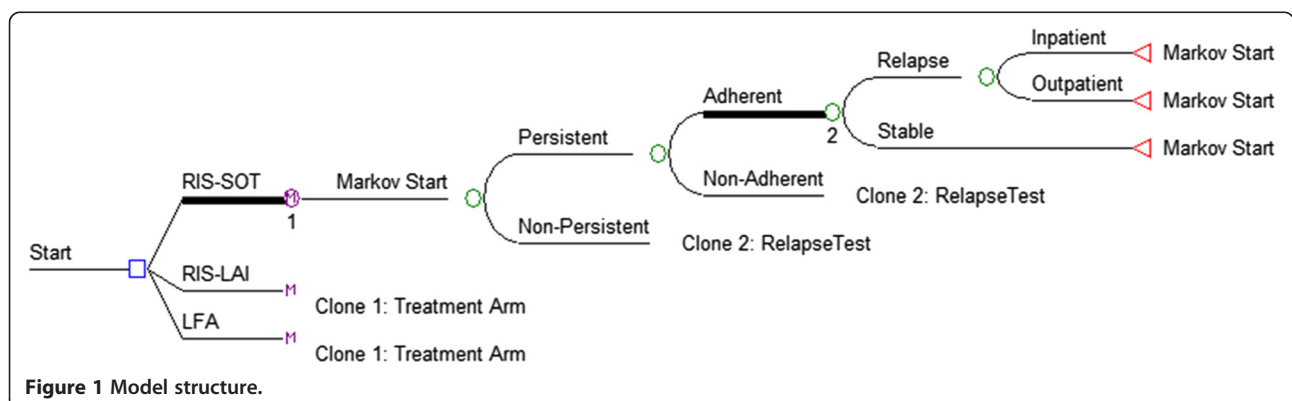 Inpatient
Markov Start
Relapse
Outpatient
Markov Start
Adherent
2
Stable
Markov Start
Persistent
RIS-SOT
M
1
Markov Start
Non-Adherent
Clone 2: RelapseTest
Non-Persistent
Clone 2: RelapseTest
Start
RIS-LAI
M
Clone 1: Treatment Arm
LFA
M
Clone 1: Treatment Arm
Figure 1 Model structure.